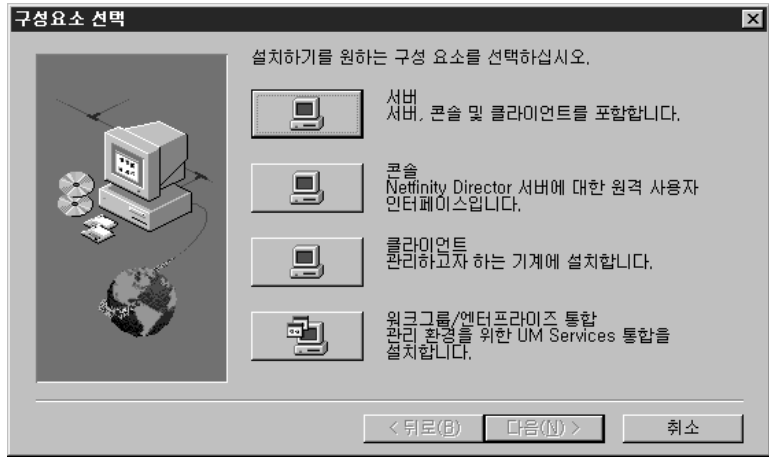 구성요소 선택
설치하기를 원하는 구성 요소를 선택하십시오.
서버
서버, 콘솔 및 클라이언트를 포함합니다.
콘솔
Netfinity Director 서버에 대한 원격 사용자
인터페이스입니다.
클라이언트
관리하고자 하는 기계에 설치합니다.
워크그룹/엔터프라이즈 통합
관리 환경을 위한 UM Services 통합을
설치합니다.
< 뒤로(B)
다음(N) >
취소